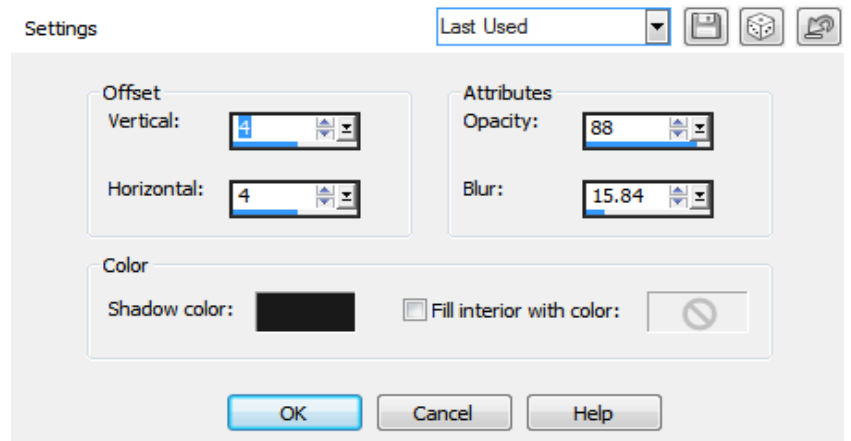 Settings
Last Used
Offset
Vertical:
4
Horizontal:
4
Attributes
Opacity:
88
Blur:
15.84
Color
Shadow color:
Fill interior with color:
OK
Cancel
Help